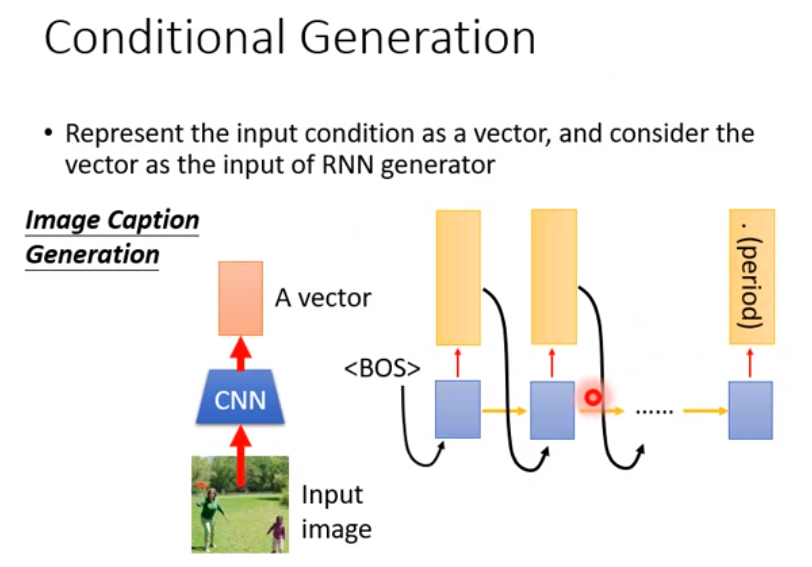 Conditional Generation
• Represent the input condition as a vector, and consider the
vector as the input of RNN generator
Image Caption
Generation
A vector
<BOS>
CNN
Input
image
......
. (period)